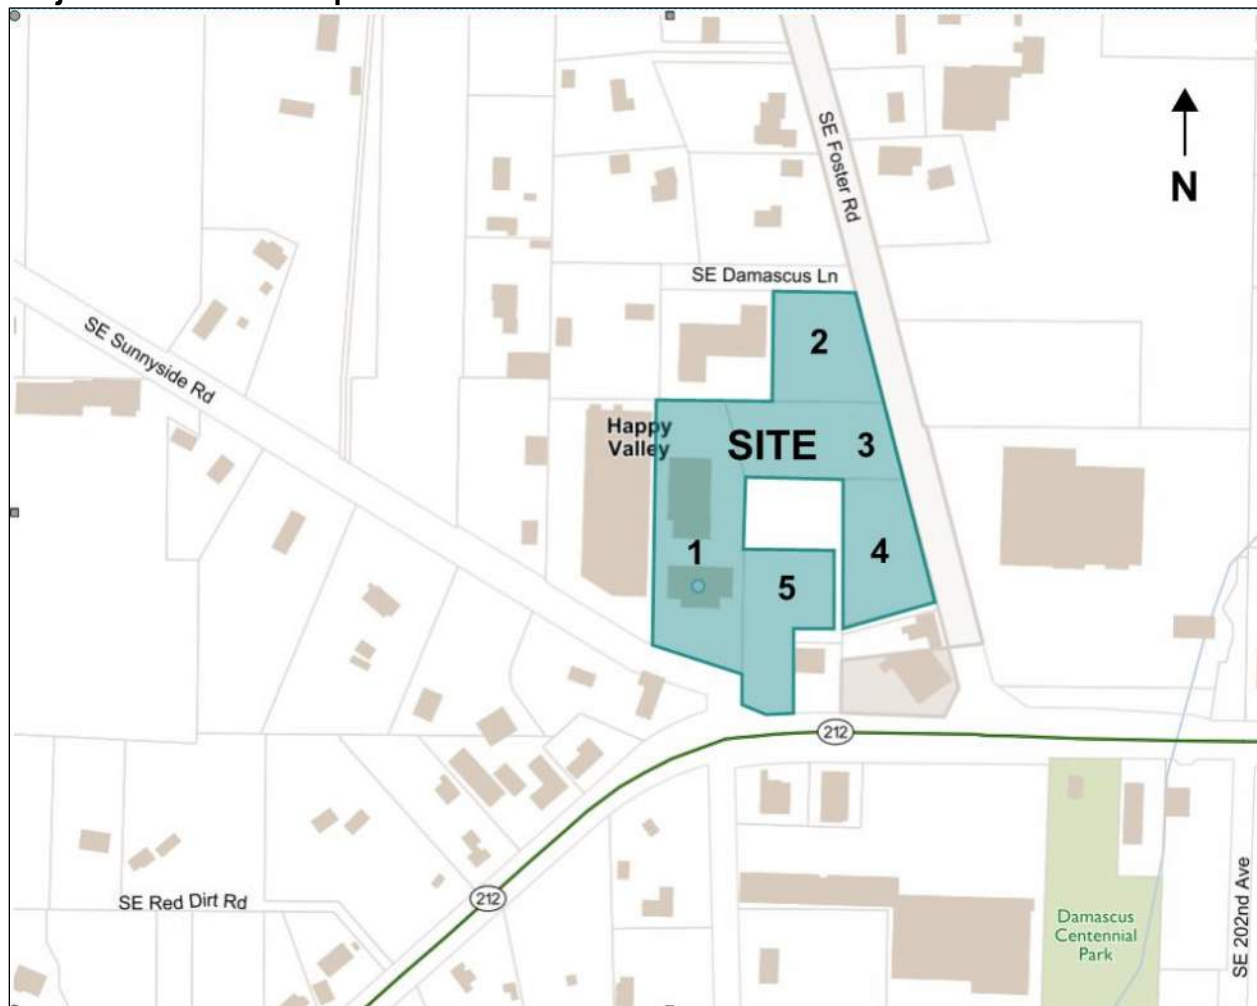 SE Foster Rd
N
SE Damascus Ln
SE Sunnyside Rd
2
Happy
Valley
SITE
3
1
4
5
212
212
SE Red Dirt Rd
Damascus
Centennial
Park
SE 202nd Ave